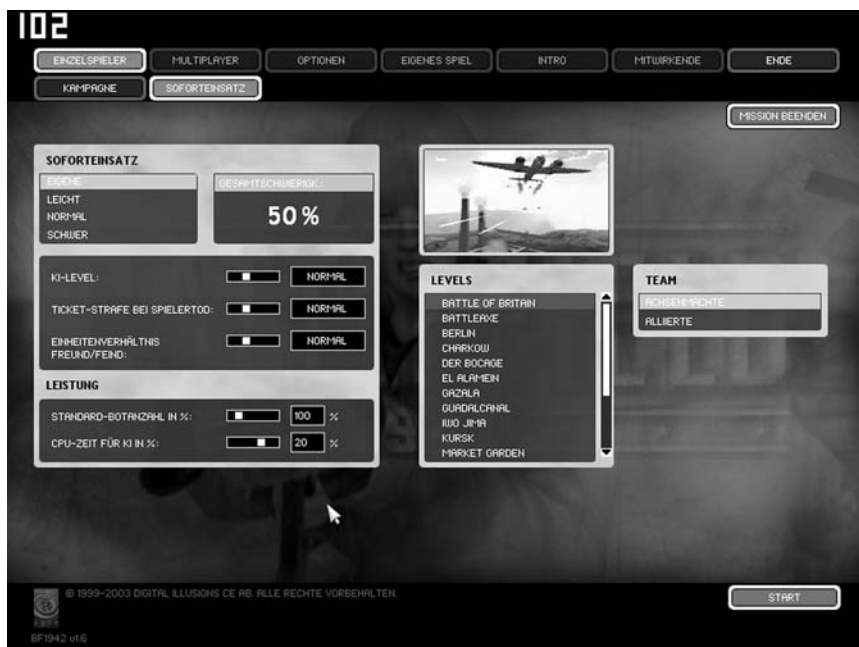 102
EINZELSPIELER MULTIPLAYER OPTIONEN EIGENES SPIEL INTRO MITWIRKENDE ENDE
KAMPAGNE SOFORTEINSATZ
MISSION BEENDEN
SOFORTEINSATZ
EIGENE
LEICHT
NORMAL
SCHWER
GESAMTSCHWIERIGK.:
50 %
KI-LEVEL: NORMAL
TICKET-STRAFE BEI SPIELERTOD: NORMAL
EINHEITENVERHÄLTNIS
FREUND/FEIND: NORMAL
LEISTUNG
STANDARD-BOTANZAHL IN %: 100 %
CPU-ZEIT FÜR KI IN %: 20 %
LEVELS
BATTLE OF BRITAIN
BATTLEAXE
BERLIN
CHARKOW
DER BOCAGE
EL ALAMEIN
GAZALA
GUADALCANAL
IWO JIMA
KURSK
MARKET GARDEN
TEAM
ACHSENMÄCHTE
ALLIIERTE
© 1999-2003 DIGITAL ILLUSIONS CE AB. ALLE RECHTE VORBEHALTEN.
START
BF1942 v1.6